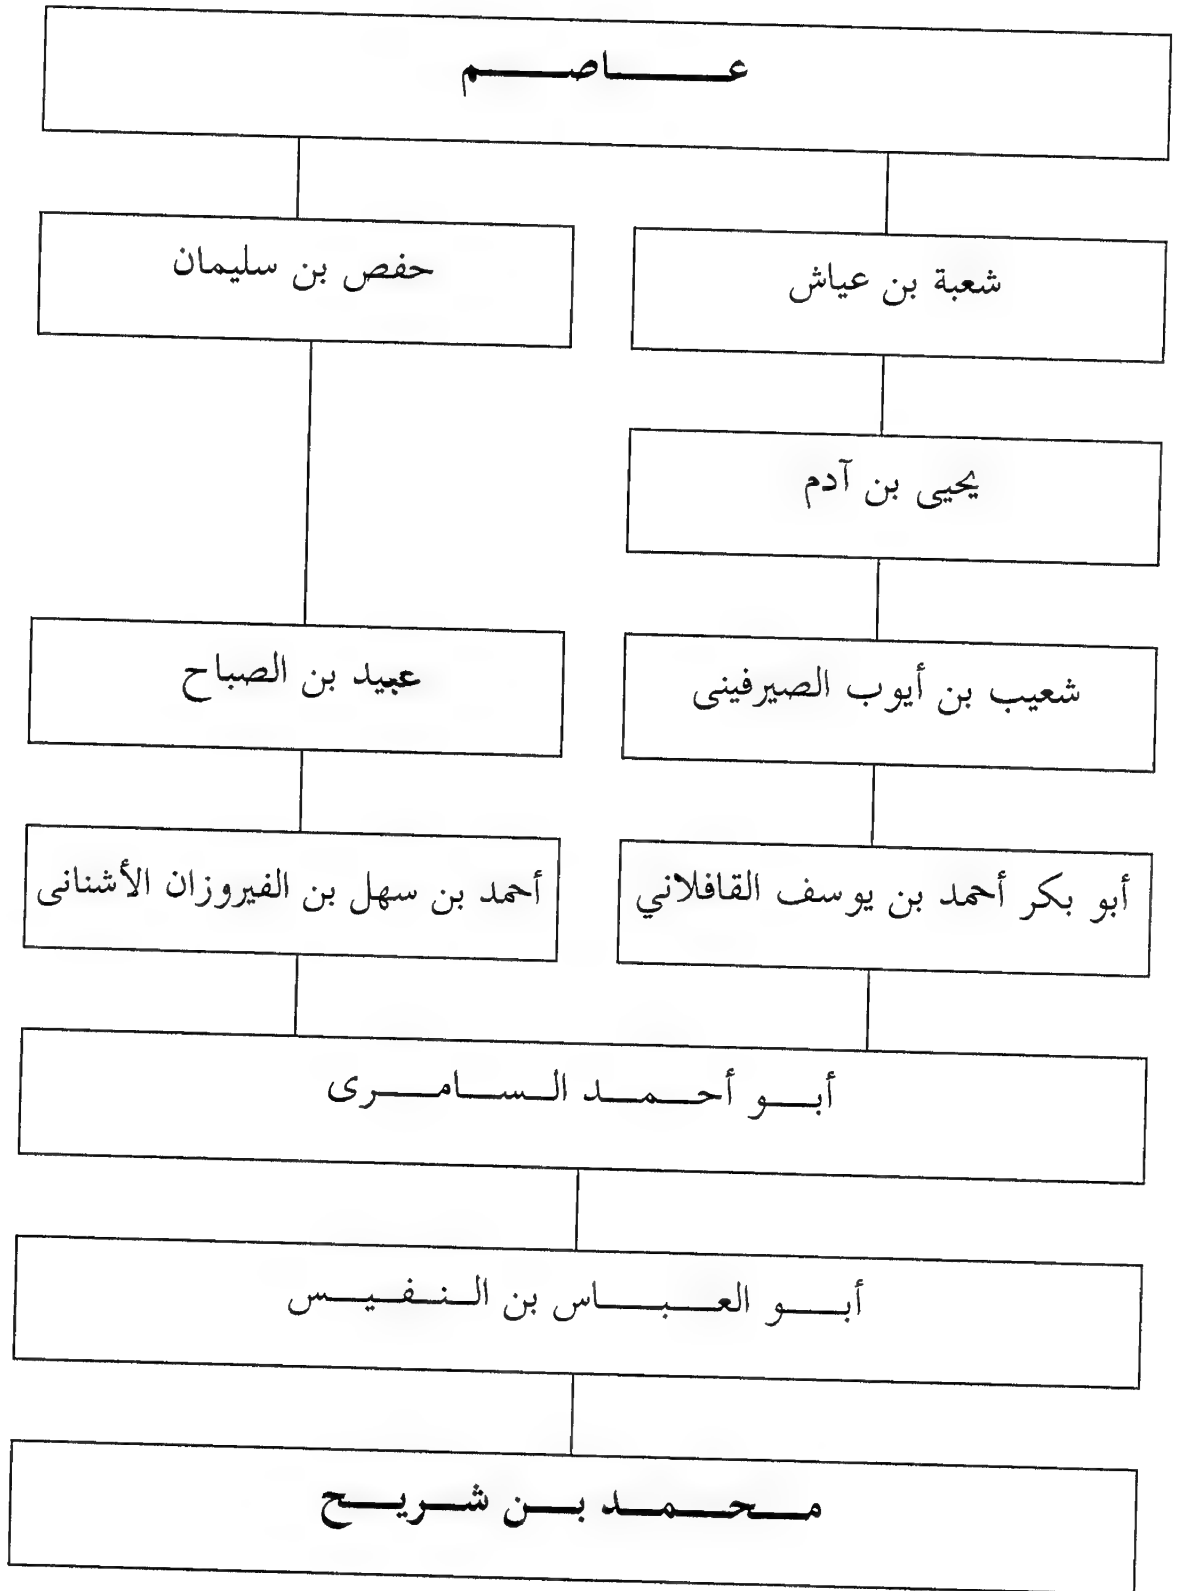 عاصم
شعبة بن عياش
حفص بن سليمان
يحيى بن آدم
شعيب بن أيوب الصيرفينى
عبيد بن الصباح
أبو بكر أحمد بن يوسف القافلاني
أحمد بن سهل بن الفيروزان الأشنانى
أبو أحمد السامرى
أبو العباس بن النفيس
محمد بن شريح